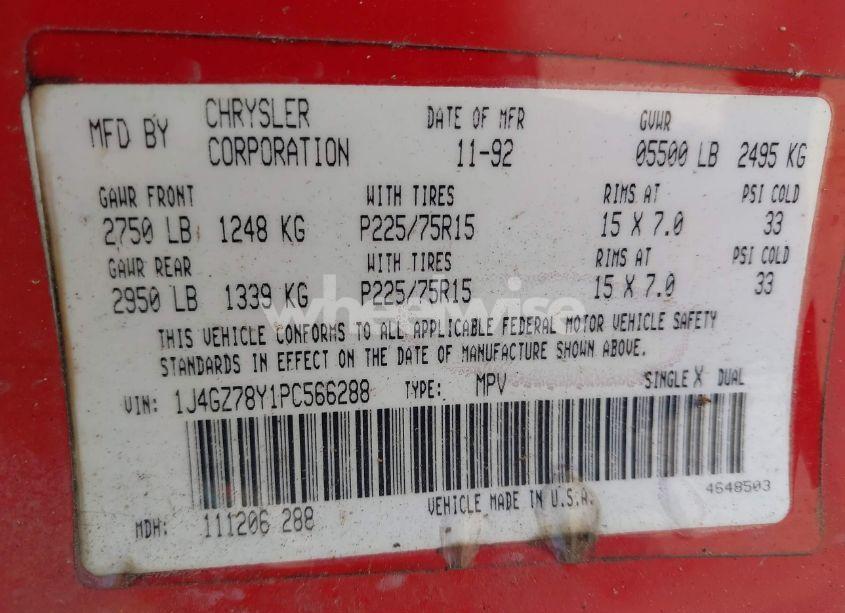 MFD BY CHRYSLER CORPORATION DATE OF MFR 11-92 GVWR 05500 LB 2495 KG
GAWR FRONT WITH TIRES RIMS AT PSI COLD
2750 LB 1248 KG P225/75R15 15 X 7.0 33
GAWR REAR WITH TIRES RIMS AT PSI COLD
2950 LB 1339 KG P225/75R15 15 X 7.0 33
wheelwise
THIS VEHICLE CONFORMS TO ALL APPLICABLE FEDERAL MOTOR VEHICLE SAFETY
STANDARDS IN EFFECT ON THE DATE OF MANUFACTURE SHOWN ABOVE.
VIN: 1J4GZ78Y1PC566288 TYPE: MPV SINGLE X DUAL
4648503
MDH: 111206 288 VEHICLE MADE IN U.S.A.